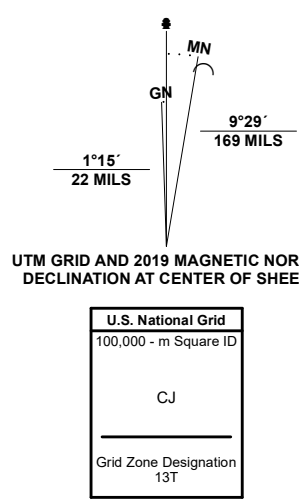 MN
GN
9°29´
169 MILS
1°15´
22 MILS
UTM GRID AND 2019 MAGNETIC NOR
DECLINATION AT CENTER OF SHEE
U.S. National Grid
100,000 - m Square ID
CJ
Grid Zone Designation
13T